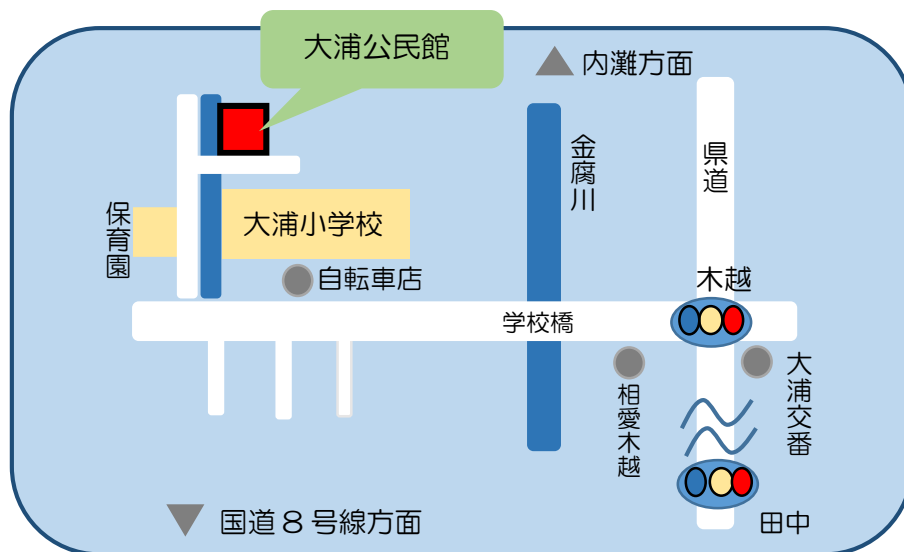 大浦公民館
内灘方面
金腐川
県道
保育園
大浦小学校
自転車店
木越
学校橋
相愛木越
大浦交番
国道8号線方面
田中